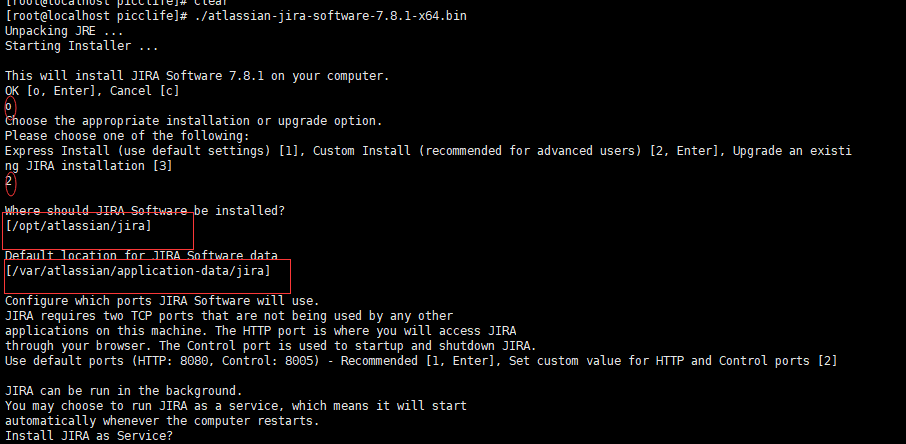 [root@localhost picclife]# clear
[root@localhost picclife]# ./atlassian-jira-software-7.8.1-x64.bin
Unpacking JRE ...
Starting Installer ...
This will install JIRA Software 7.8.1 on your computer.
OK [o, Enter], Cancel [c]
o
Choose the appropriate installation or upgrade option.
Please choose one of the following:
Express Install (use default settings) [1], Custom Install (recommended for advanced users) [2, Enter], Upgrade an existi
ng JIRA installation [3]
2
Where should JIRA Software be installed?
[/opt/atlassian/jira]
Default location for JIRA Software data
[/var/atlassian/application-data/jira]
Configure which ports JIRA Software will use.
JIRA requires two TCP ports that are not being used by any other
applications on this machine. The HTTP port is where you will access JIRA
through your browser. The Control port is used to startup and shutdown JIRA.
Use default ports (HTTP: 8080, Control: 8005) - Recommended [1, Enter], Set custom value for HTTP and Control ports [2]
JIRA can be run in the background.
You may choose to run JIRA as a service, which means it will start
automatically whenever the computer restarts.
Install JIRA as Service?